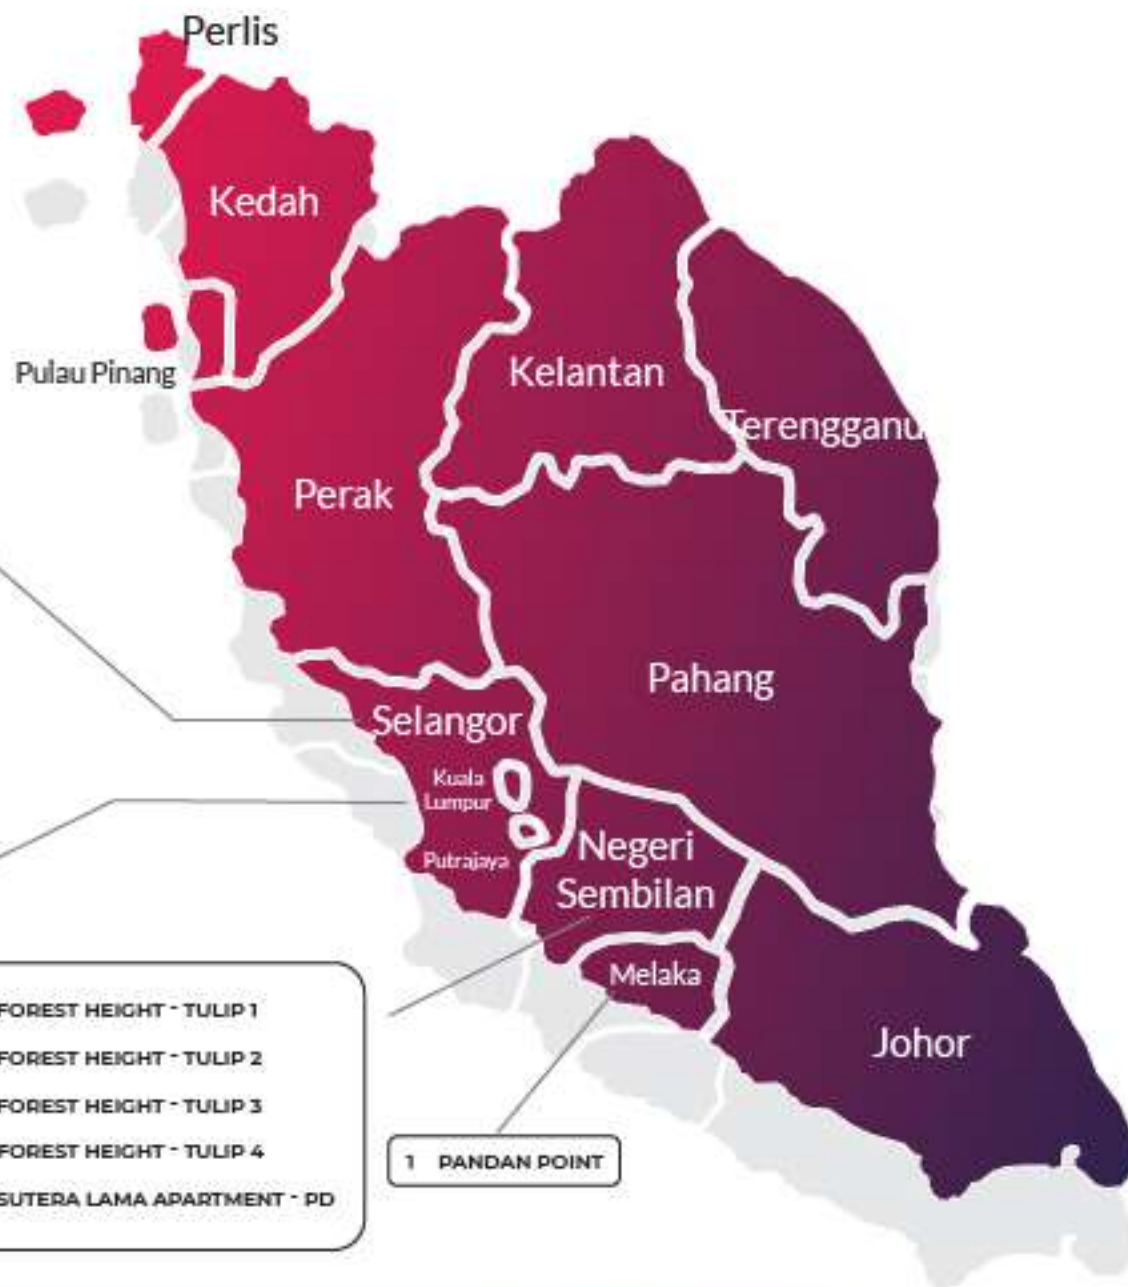 Perlis
Kedah
Pulau Pinang
Kelantan
Terengganu
Perak
Pahang
Selangor
Kuala
Lumpur
Putrajaya
Negeri
Sembilan
Melaka
Johor
FOREST HEIGHT - TULIP 1
FOREST HEIGHT - TULIP 2
FOREST HEIGHT - TULIP 3
FOREST HEIGHT - TULIP 4
SUTERA LAMA APARTMENT - PD
1 PANDAN POINT